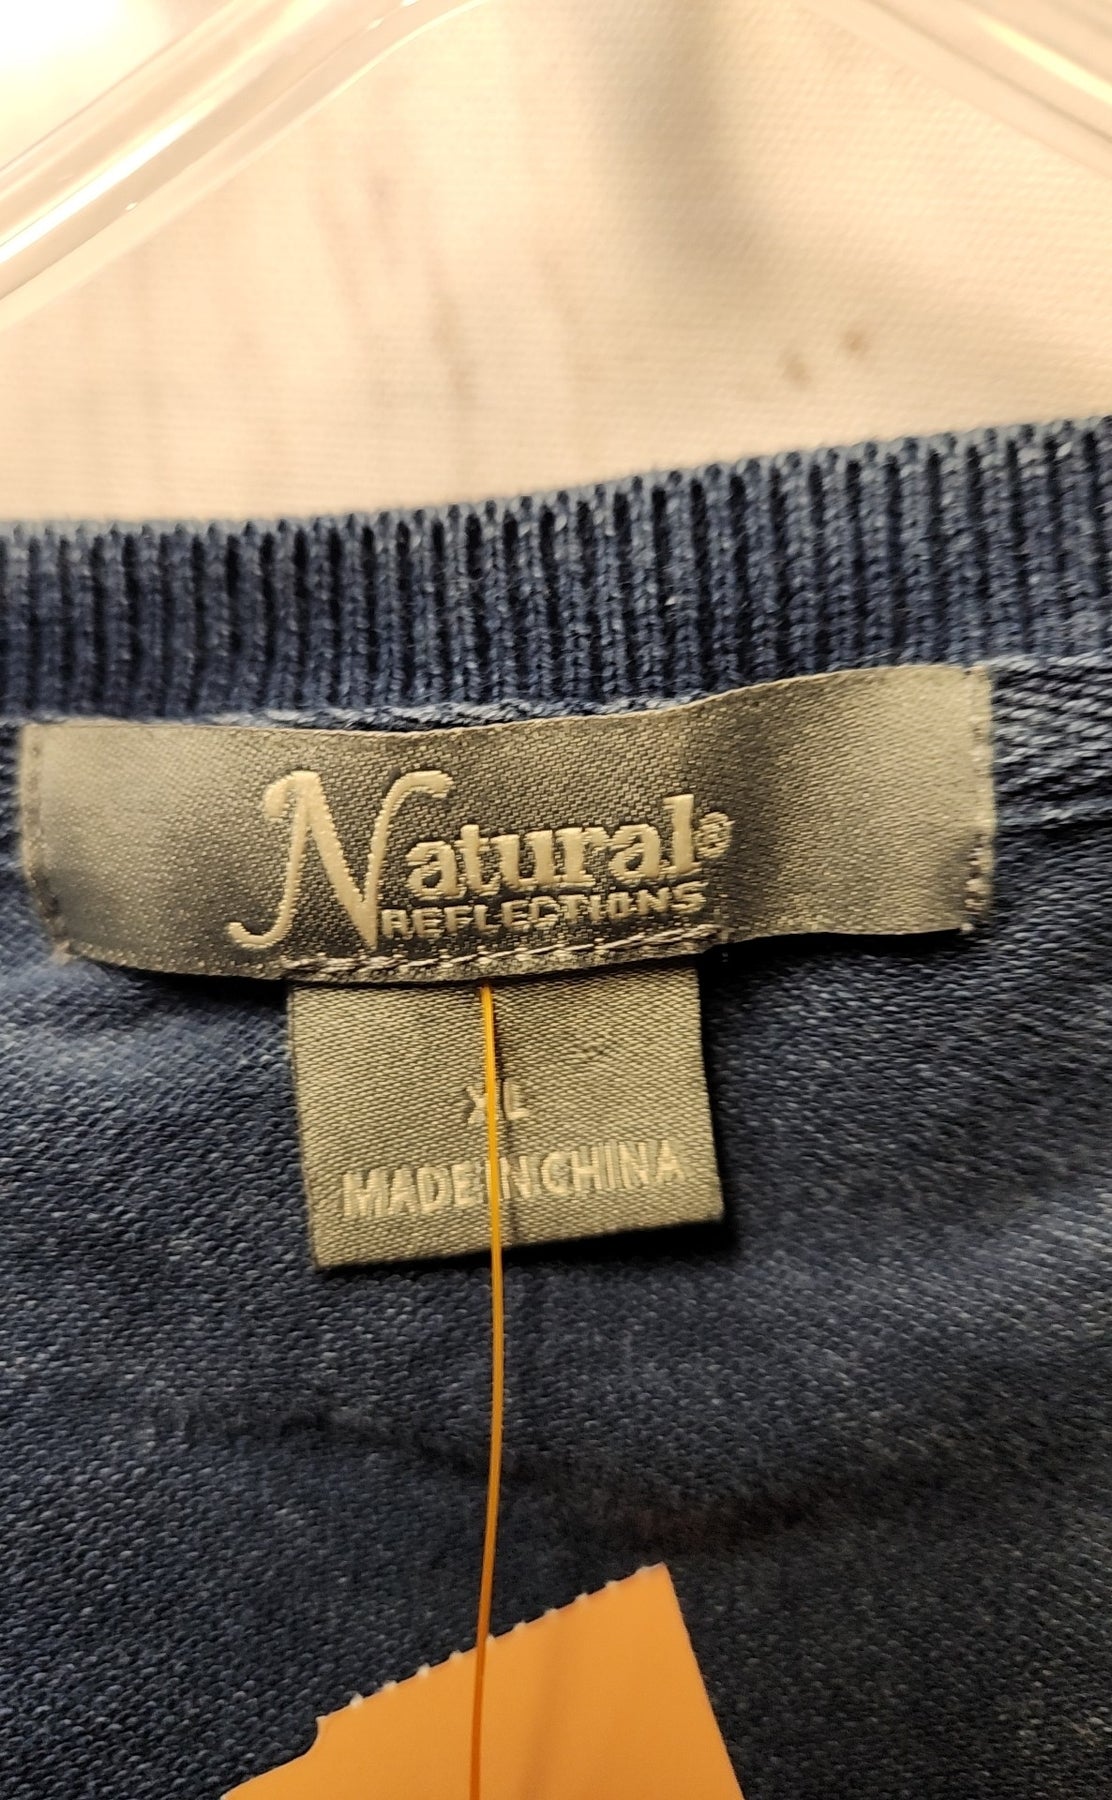 Natural®
REFLECTIONS
XL
MADE IN CHINA